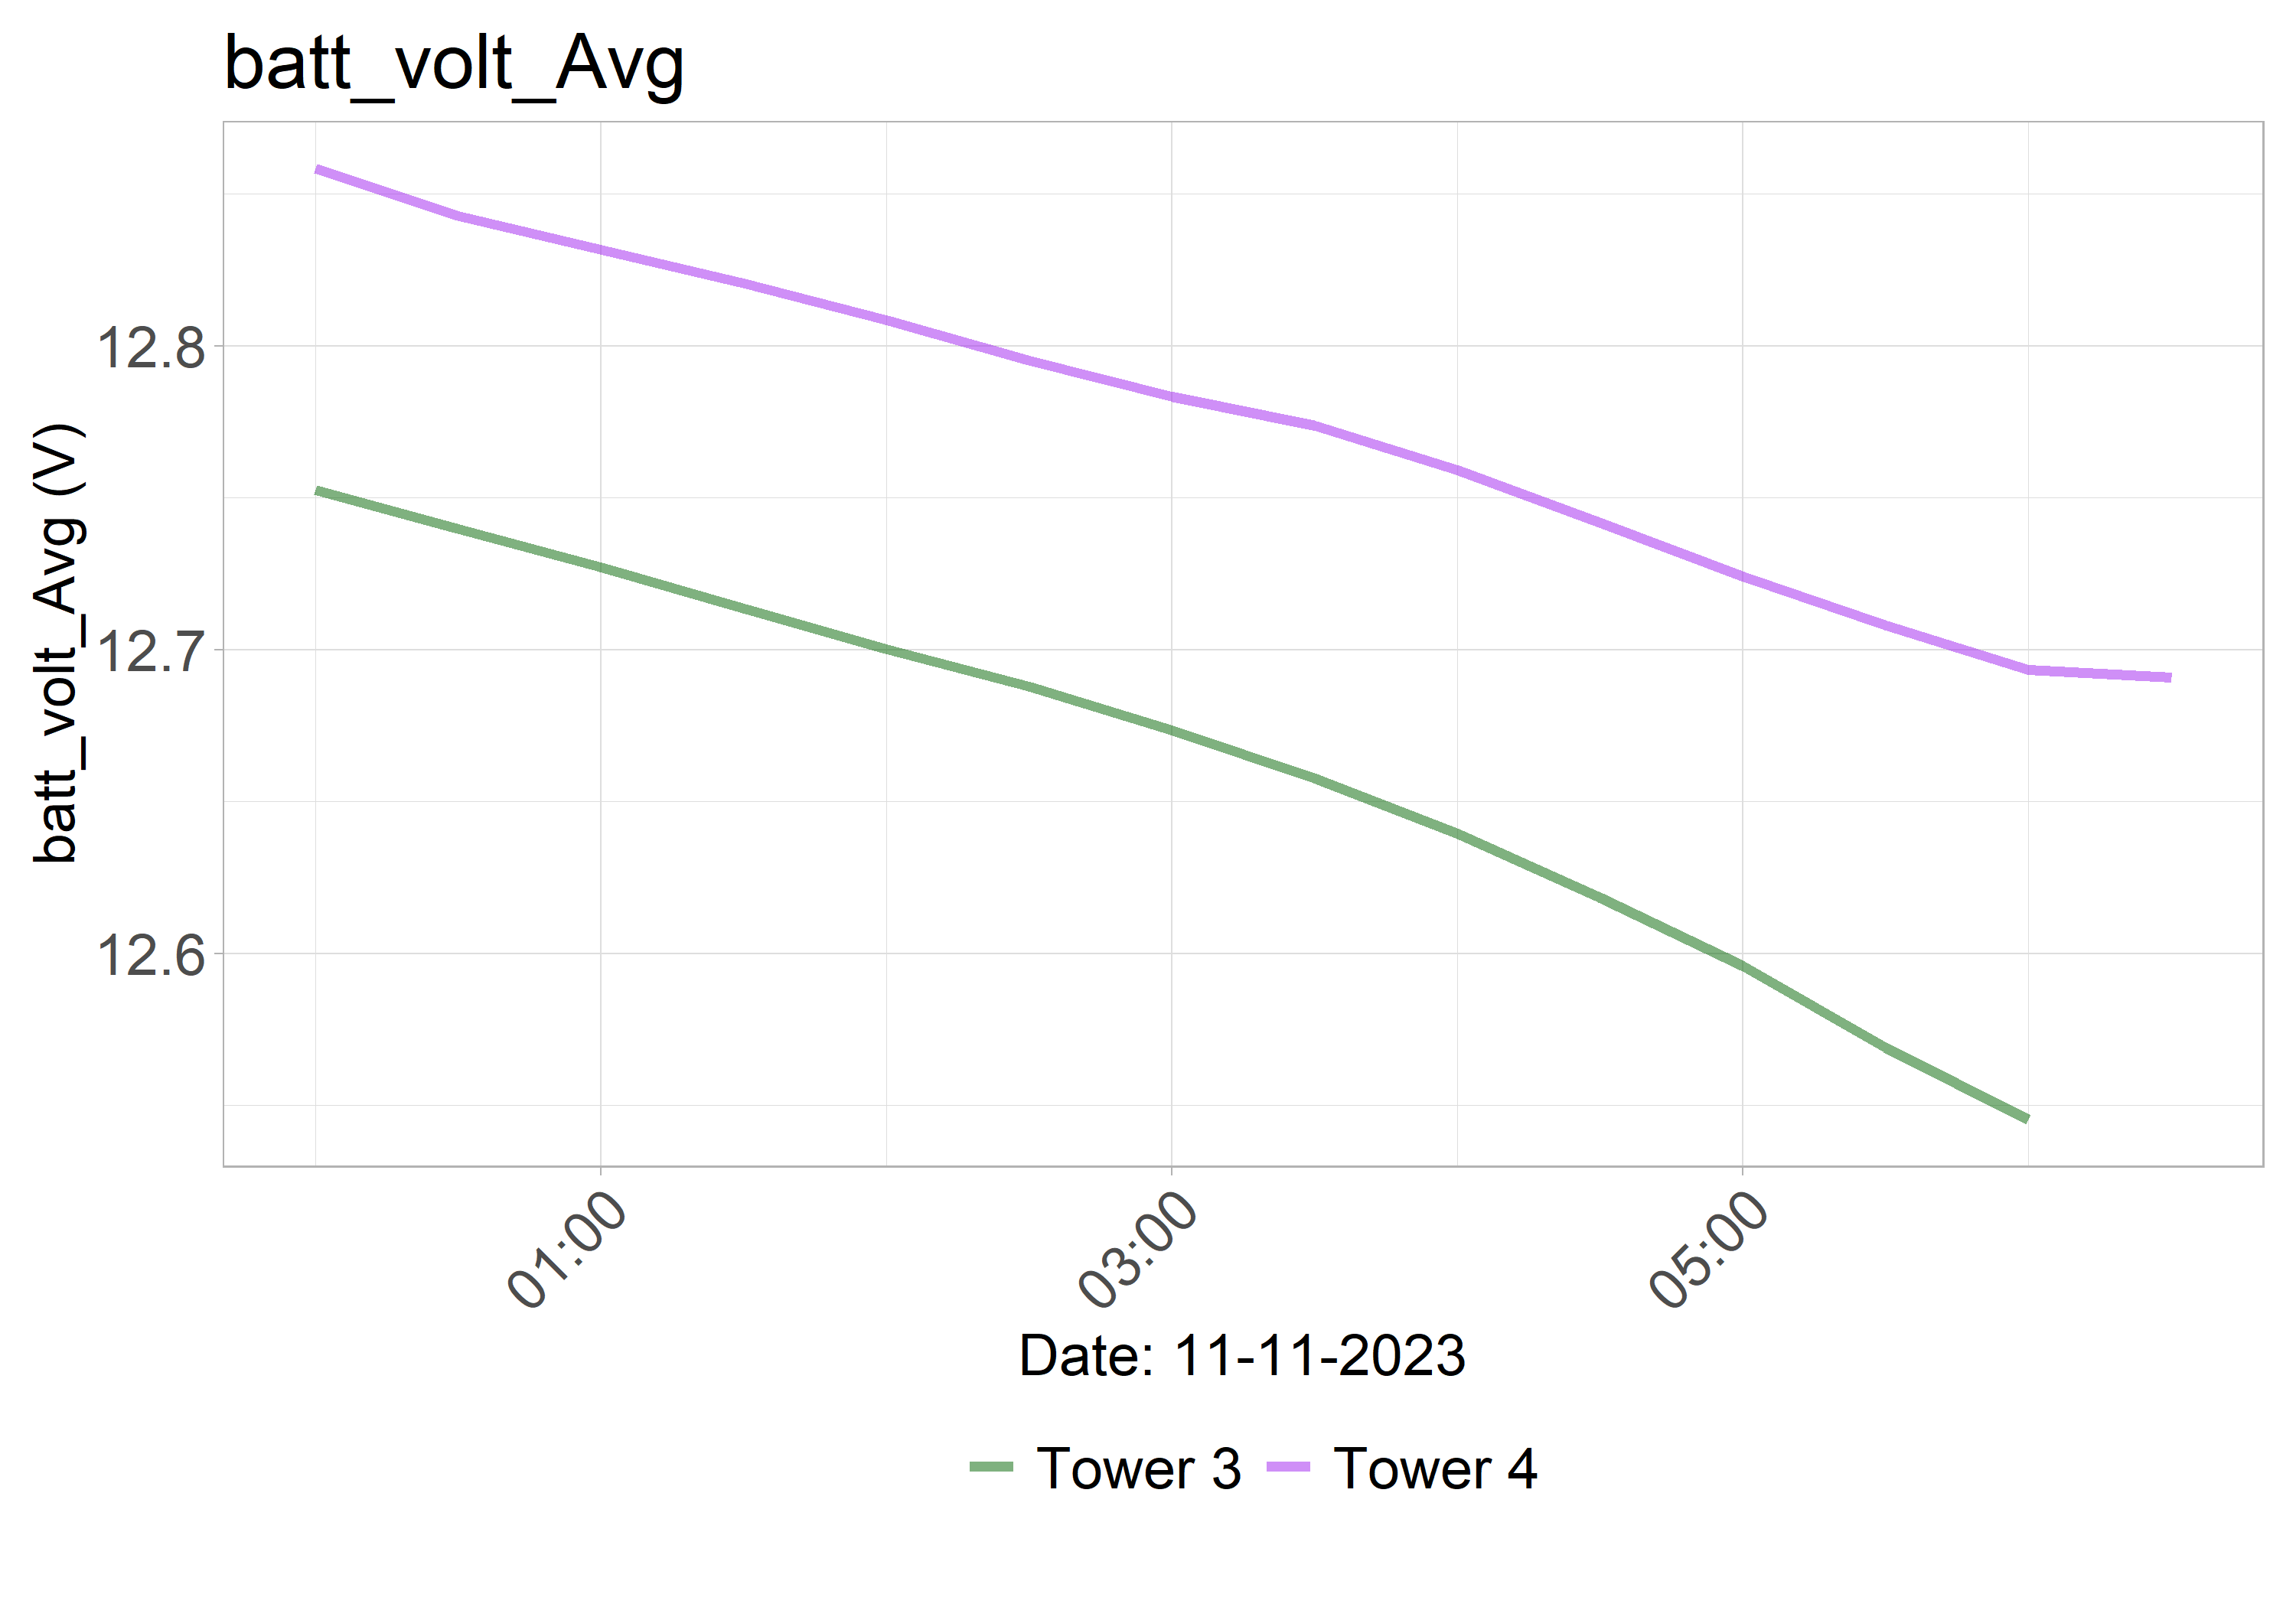 batt_volt_Avg
batt_volt_Avg (V)
12.8
12.7
12.6
01:00
03:00
05:00
Date: 11-11-2023
Tower 3
Tower 4